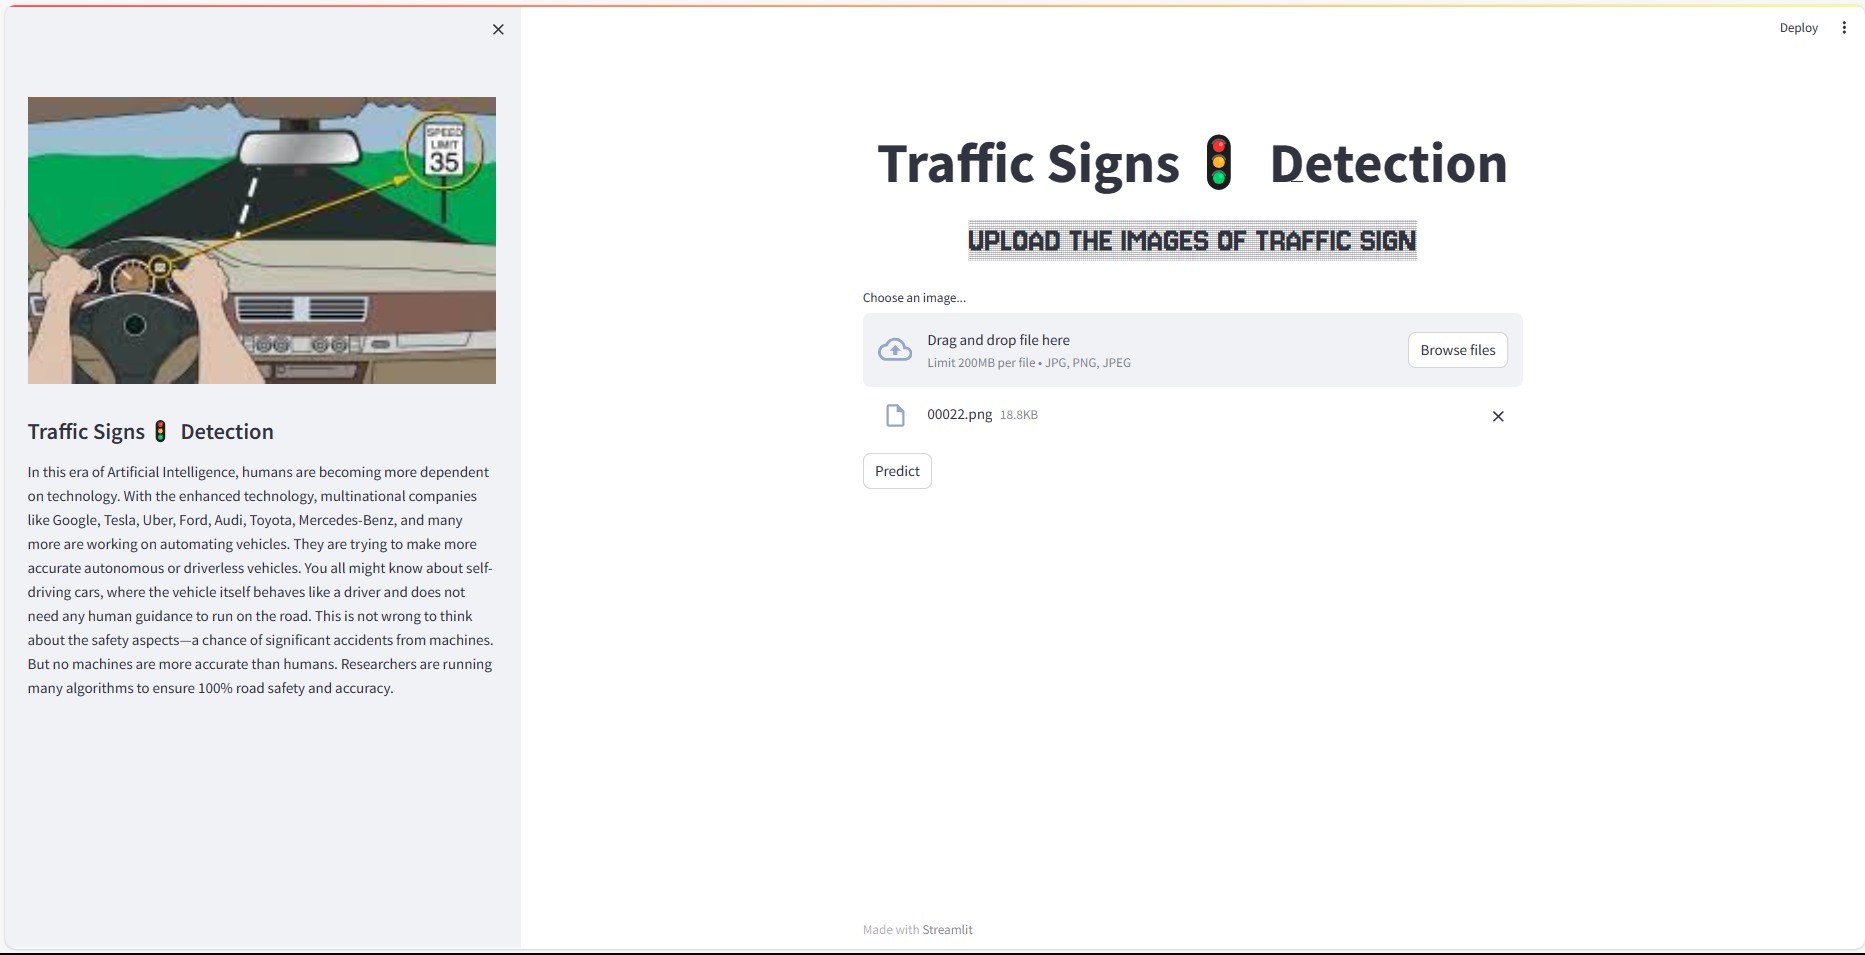 Deploy
SPEED
LIMIT
35
Traffic Signs 🚦 Detection
In this era of Artificial Intelligence, humans are becoming more dependent
on technology. With the enhanced technology, multinational companies
like Google, Tesla, Uber, Ford, Audi, Toyota, Mercedes-Benz, and many
more are working on automating vehicles. They are trying to make more
accurate autonomous or driverless vehicles. You all might know about self-
driving cars, where the vehicle itself behaves like a driver and does not
need any human guidance to run on the road. This is not wrong to think
about the safety aspects—a chance of significant accidents from machines.
But no machines are more accurate than humans. Researchers are running
many algorithms to ensure 100% road safety and accuracy.
Traffic Signs 🚦 Detection
UPLOAD THE IMAGES OF TRAFFIC SIGN
Choose an image...
Drag and drop file here
Limit 200MB per file • JPG, PNG, JPEG
Browse files
00022.png 18.8KB
Predict
Made with Streamlit